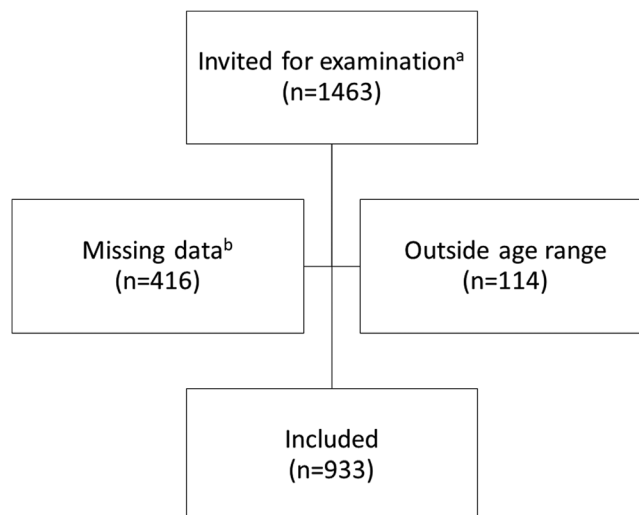 Invited for examinationᵃ
(n=1463)
Missing dataᵇ
(n=416)
Outside age range
(n=114)
Included
(n=933)